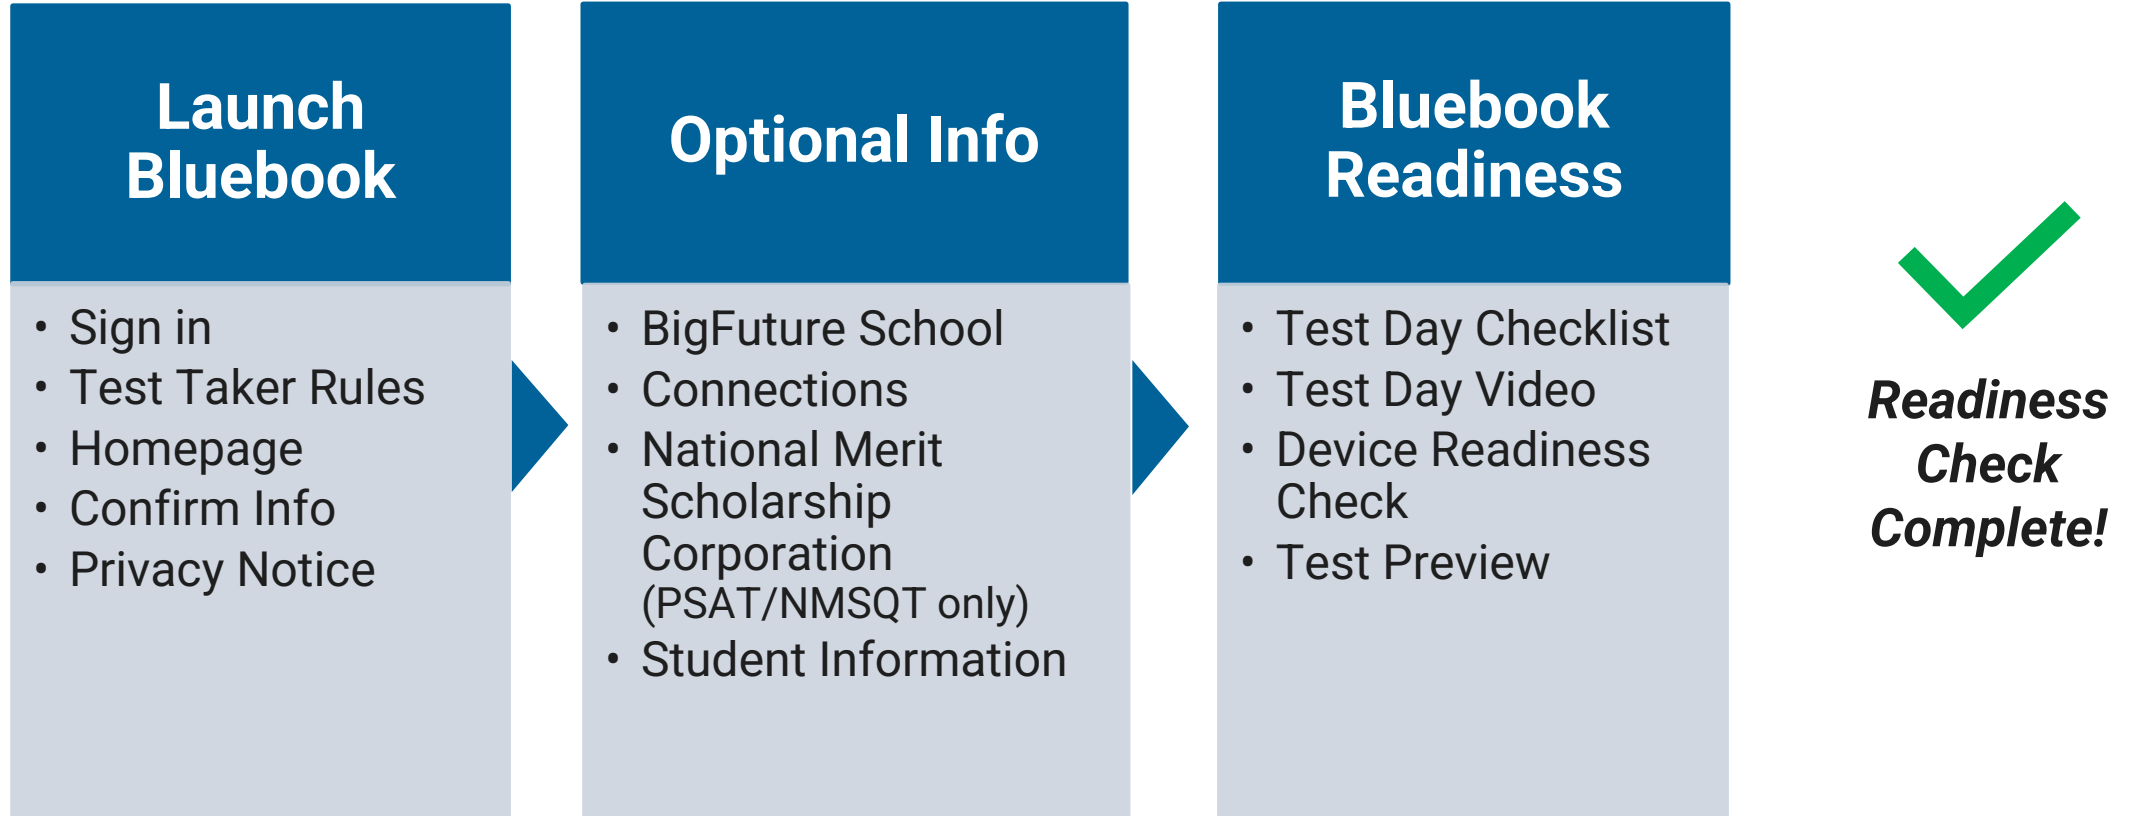 Launch
Bluebook
• Sign in
• Test Taker Rules
• Homepage
• Confirm Info
• Privacy Notice
Optional Info
• BigFuture School
• Connections
• National Merit
Scholarship
Corporation
(PSAT/NMSQT only)
• Student Information
Bluebook
Readiness
• Test Day Checklist
• Test Day Video
• Device Readiness
Check
• Test Preview
Readiness
Check
Complete!